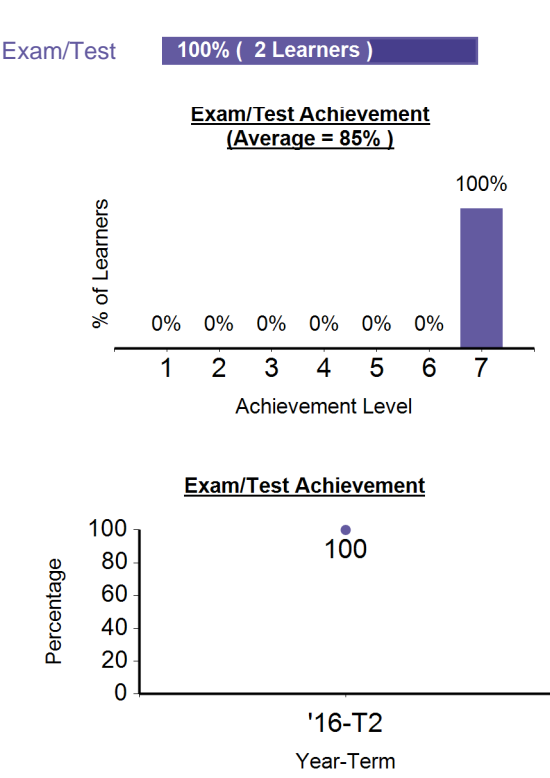 Exam/Test
100% ( 2 Learners )
Exam/Test Achievement
(Average = 85% )
100%
% of Learners
0% 0% 0% 0% 0% 0%
1 2 3 4 5 6 7
Achievement Level
Exam/Test Achievement
100
100
80
60
40
20
0
Percentage
'16-T2
Year-Term